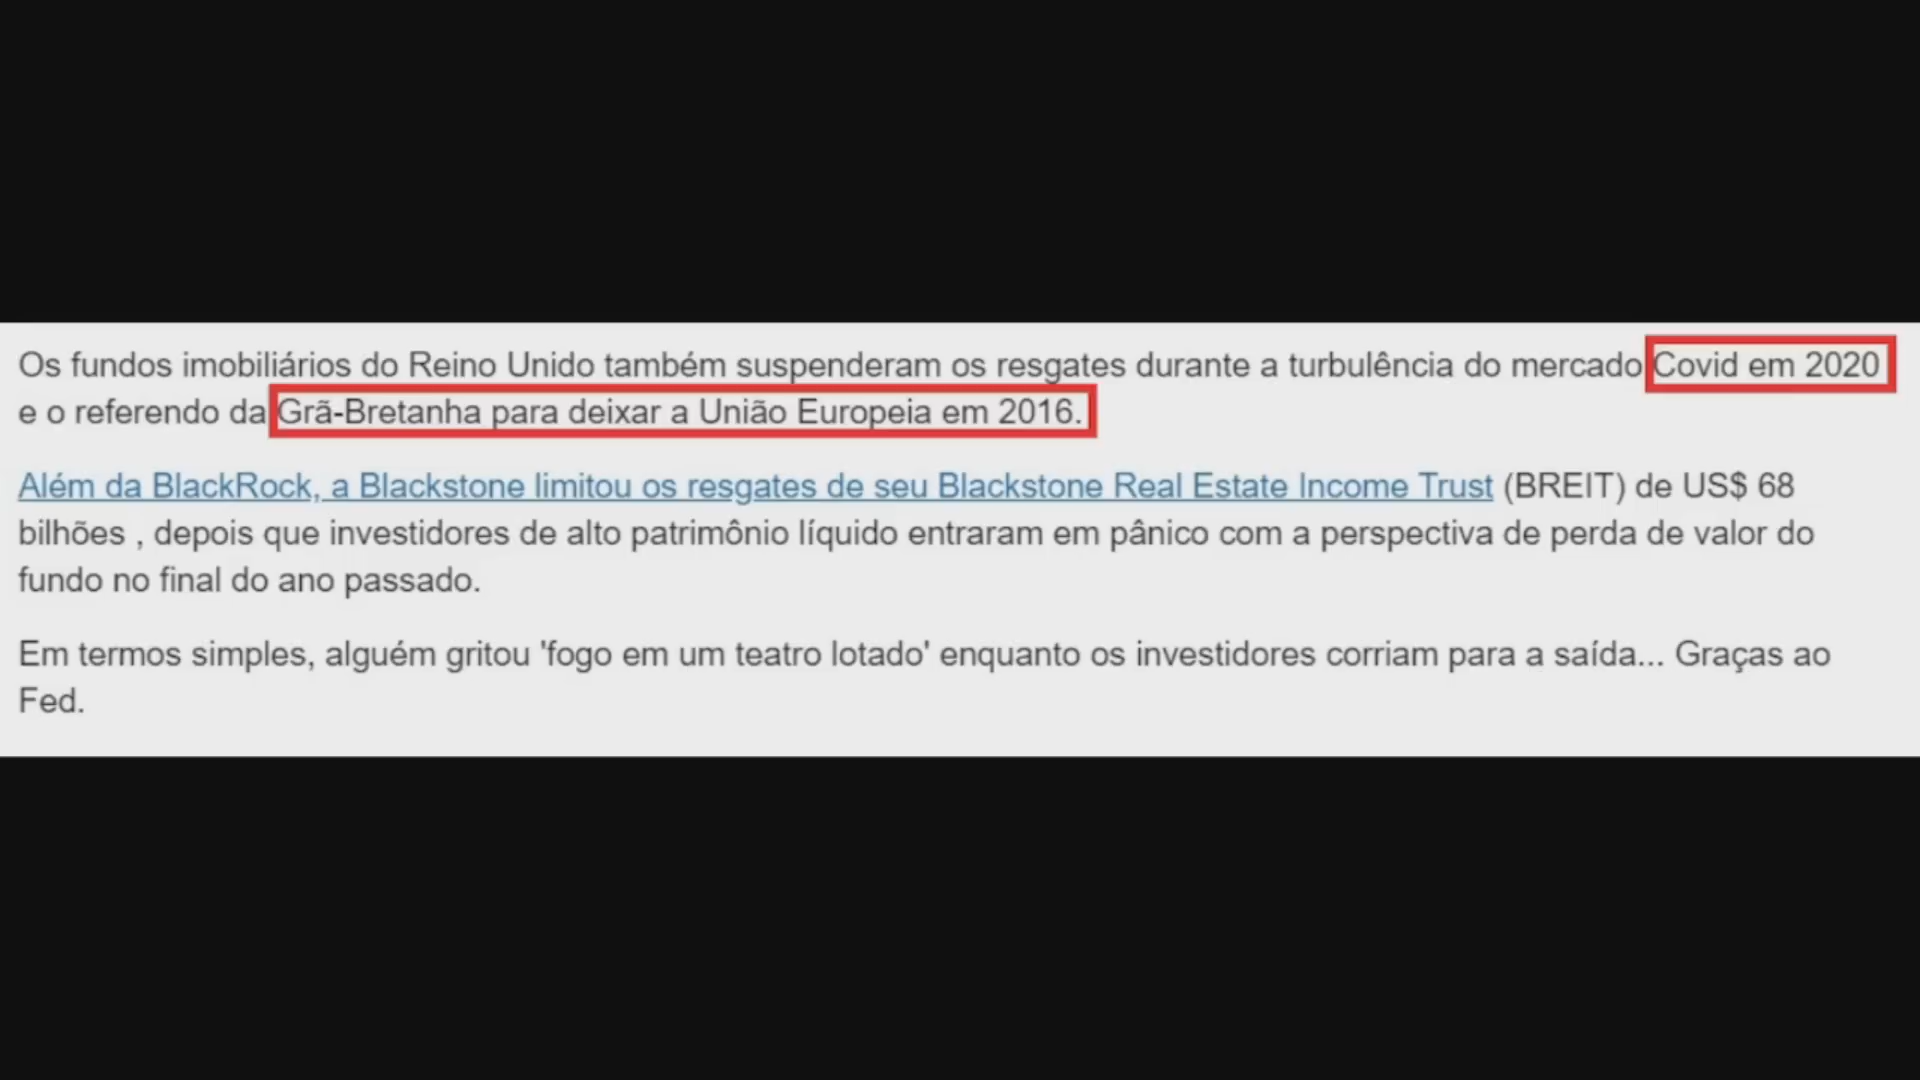 Os fundos imobiliários do Reino Unido também suspenderam os resgates durante a turbulência do mercado Covid em 2020
e o referendo da Grã-Bretanha para deixar a União Europeia em 2016.
Além da BlackRock, a Blackstone limitou os resgates de seu Blackstone Real Estate Income Trust (BREIT) de US$ 68
bilhões , depois que investidores de alto patrimônio líquido entraram em pânico com a perspectiva de perda de valor do
fundo no final do ano passado.
Em termos simples, alguém gritou 'fogo em um teatro lotado' enquanto os investidores corriam para a saída... Graças ao
Fed.